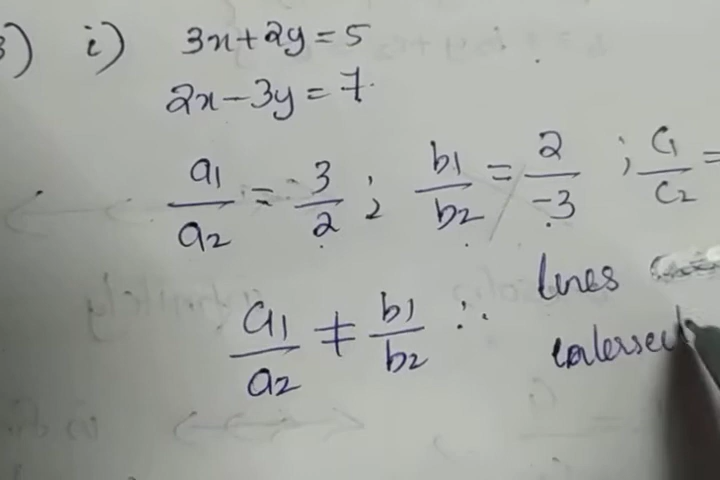 3) i) 3x+2y=5
2x-3y=7
a1/a2 = 3/2 ; b1/b2 = 2/-3 ; c1/c2 =
a1/a2 ≠ b1/b2 ∴ lines
intersect